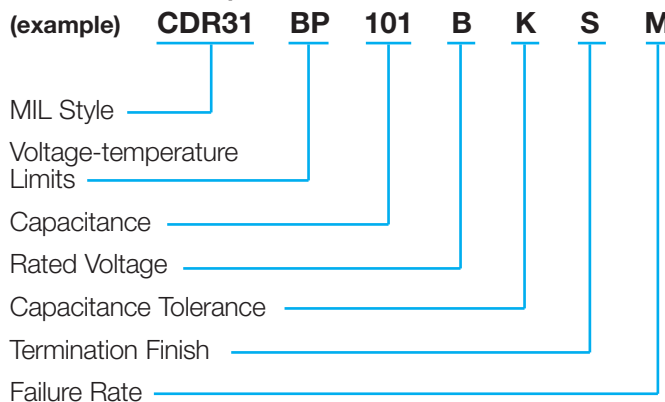 (example) CDR31 BP 101 B K S M
MIL Style
Voltage-temperature
Limits
Capacitance
Rated Voltage
Capacitance Tolerance
Termination Finish
Failure Rate